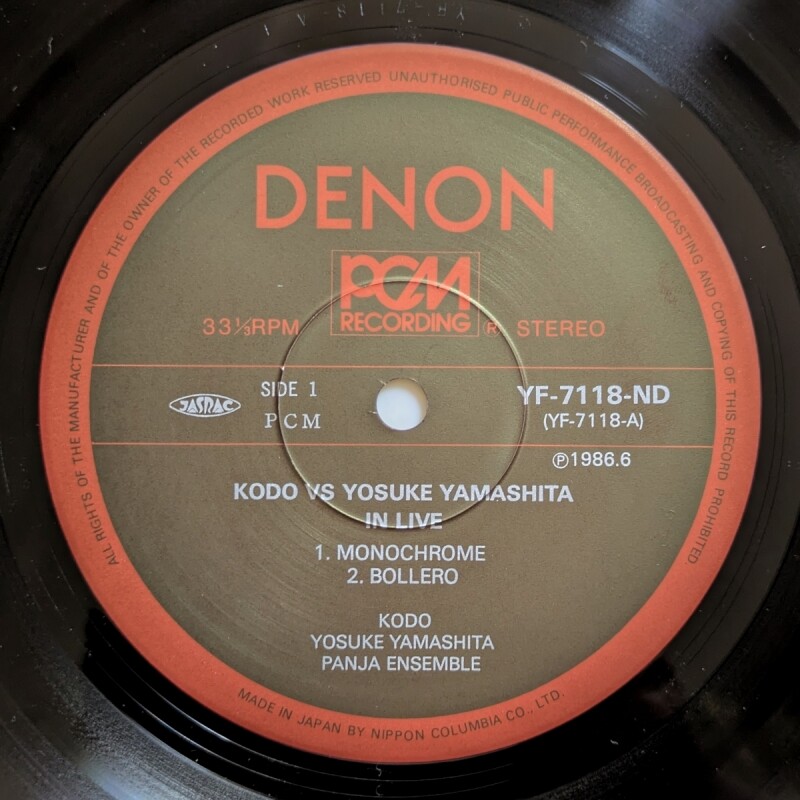 YF-7118-A
ALL RIGHTS OF THE MANUFACTURER AND OF THE OWNER OF THE RECORDED WORK RESERVED UNAUTHORISED PUBLIC PERFORMANCE BROADCASTING AND COPYING OF THIS RECORD PROHIBITED
DENON
PCM
RECORDING
33⅓RPM
® STEREO
JASRAC
SIDE 1
PCM
YF-7118-ND
(YF-7118-A)
Ⓟ1986.6
KODO VS YOSUKE YAMASHITA
IN LIVE
1. MONOCHROME
2. BOLLERO
KODO
YOSUKE YAMASHITA
PANJA ENSEMBLE
MADE IN JAPAN BY NIPPON COLUMBIA CO., LTD.